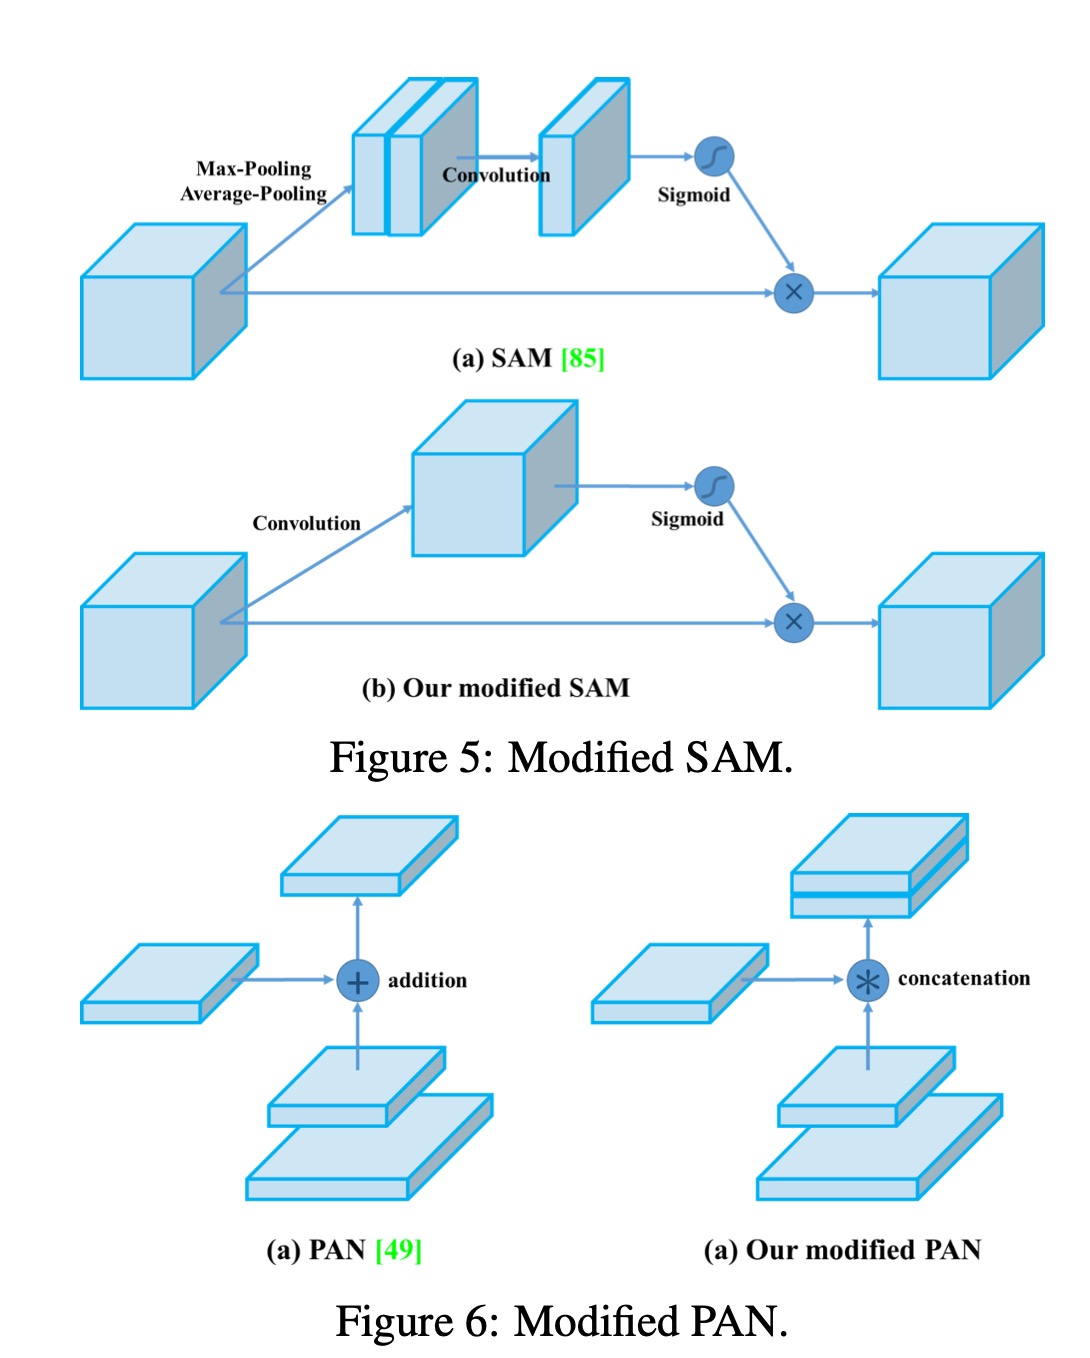 Max-Pooling
Average-Pooling
Convolution
Sigmoid
(a) SAM [85]
Convolution
Sigmoid
(b) Our modified SAM
Figure 5: Modified SAM.
addition
concatenation
(a) PAN [49]
(a) Our modified PAN
Figure 6: Modified PAN.